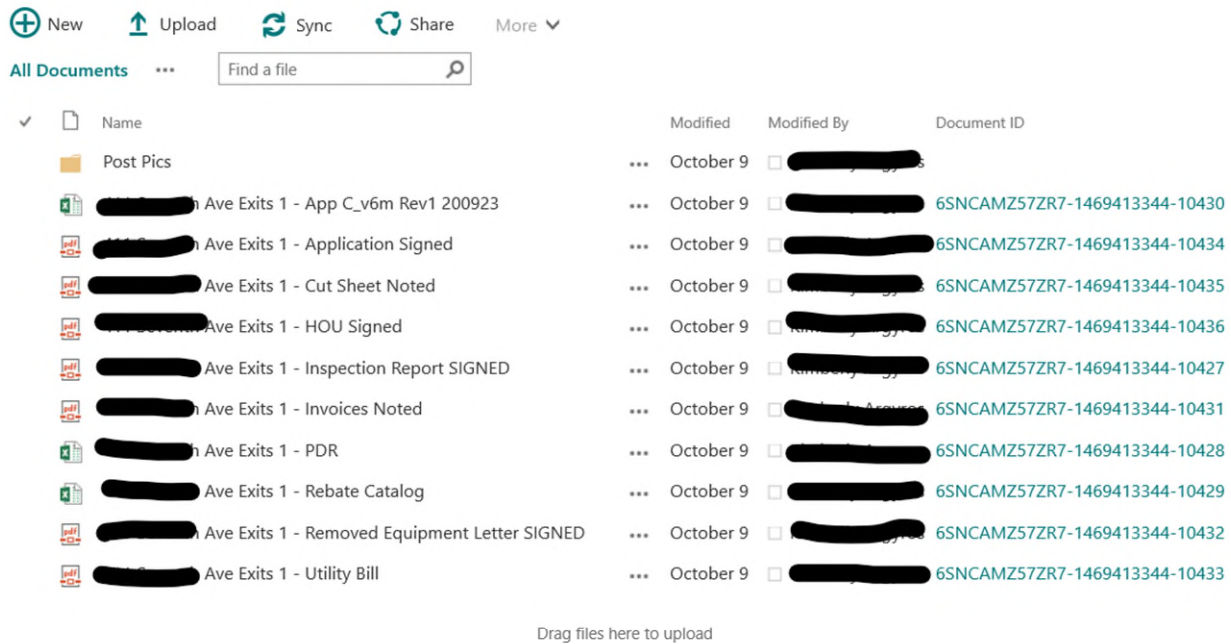 New Upload Sync Share More
All Documents ... Find a file
Name Modified Modified By Document ID
Post Pics ... October 9
Ave Exits 1 - App C_v6m Rev1 200923 ... October 9 6SNCAMZ57ZR7-1469413344-10430
Ave Exits 1 - Application Signed ... October 9 6SNCAMZ57ZR7-1469413344-10434
Ave Exits 1 - Cut Sheet Noted ... October 9 6SNCAMZ57ZR7-1469413344-10435
Ave Exits 1 - HOU Signed ... October 9 6SNCAMZ57ZR7-1469413344-10436
Ave Exits 1 - Inspection Report SIGNED ... October 9 6SNCAMZ57ZR7-1469413344-10427
Ave Exits 1 - Invoices Noted ... October 9 6SNCAMZ57ZR7-1469413344-10431
Ave Exits 1 - PDR ... October 9 6SNCAMZ57ZR7-1469413344-10428
Ave Exits 1 - Rebate Catalog ... October 9 6SNCAMZ57ZR7-1469413344-10429
Ave Exits 1 - Removed Equipment Letter SIGNED ... October 9 6SNCAMZ57ZR7-1469413344-10432
Ave Exits 1 - Utility Bill ... October 9 6SNCAMZ57ZR7-1469413344-10433
Drag files here to upload